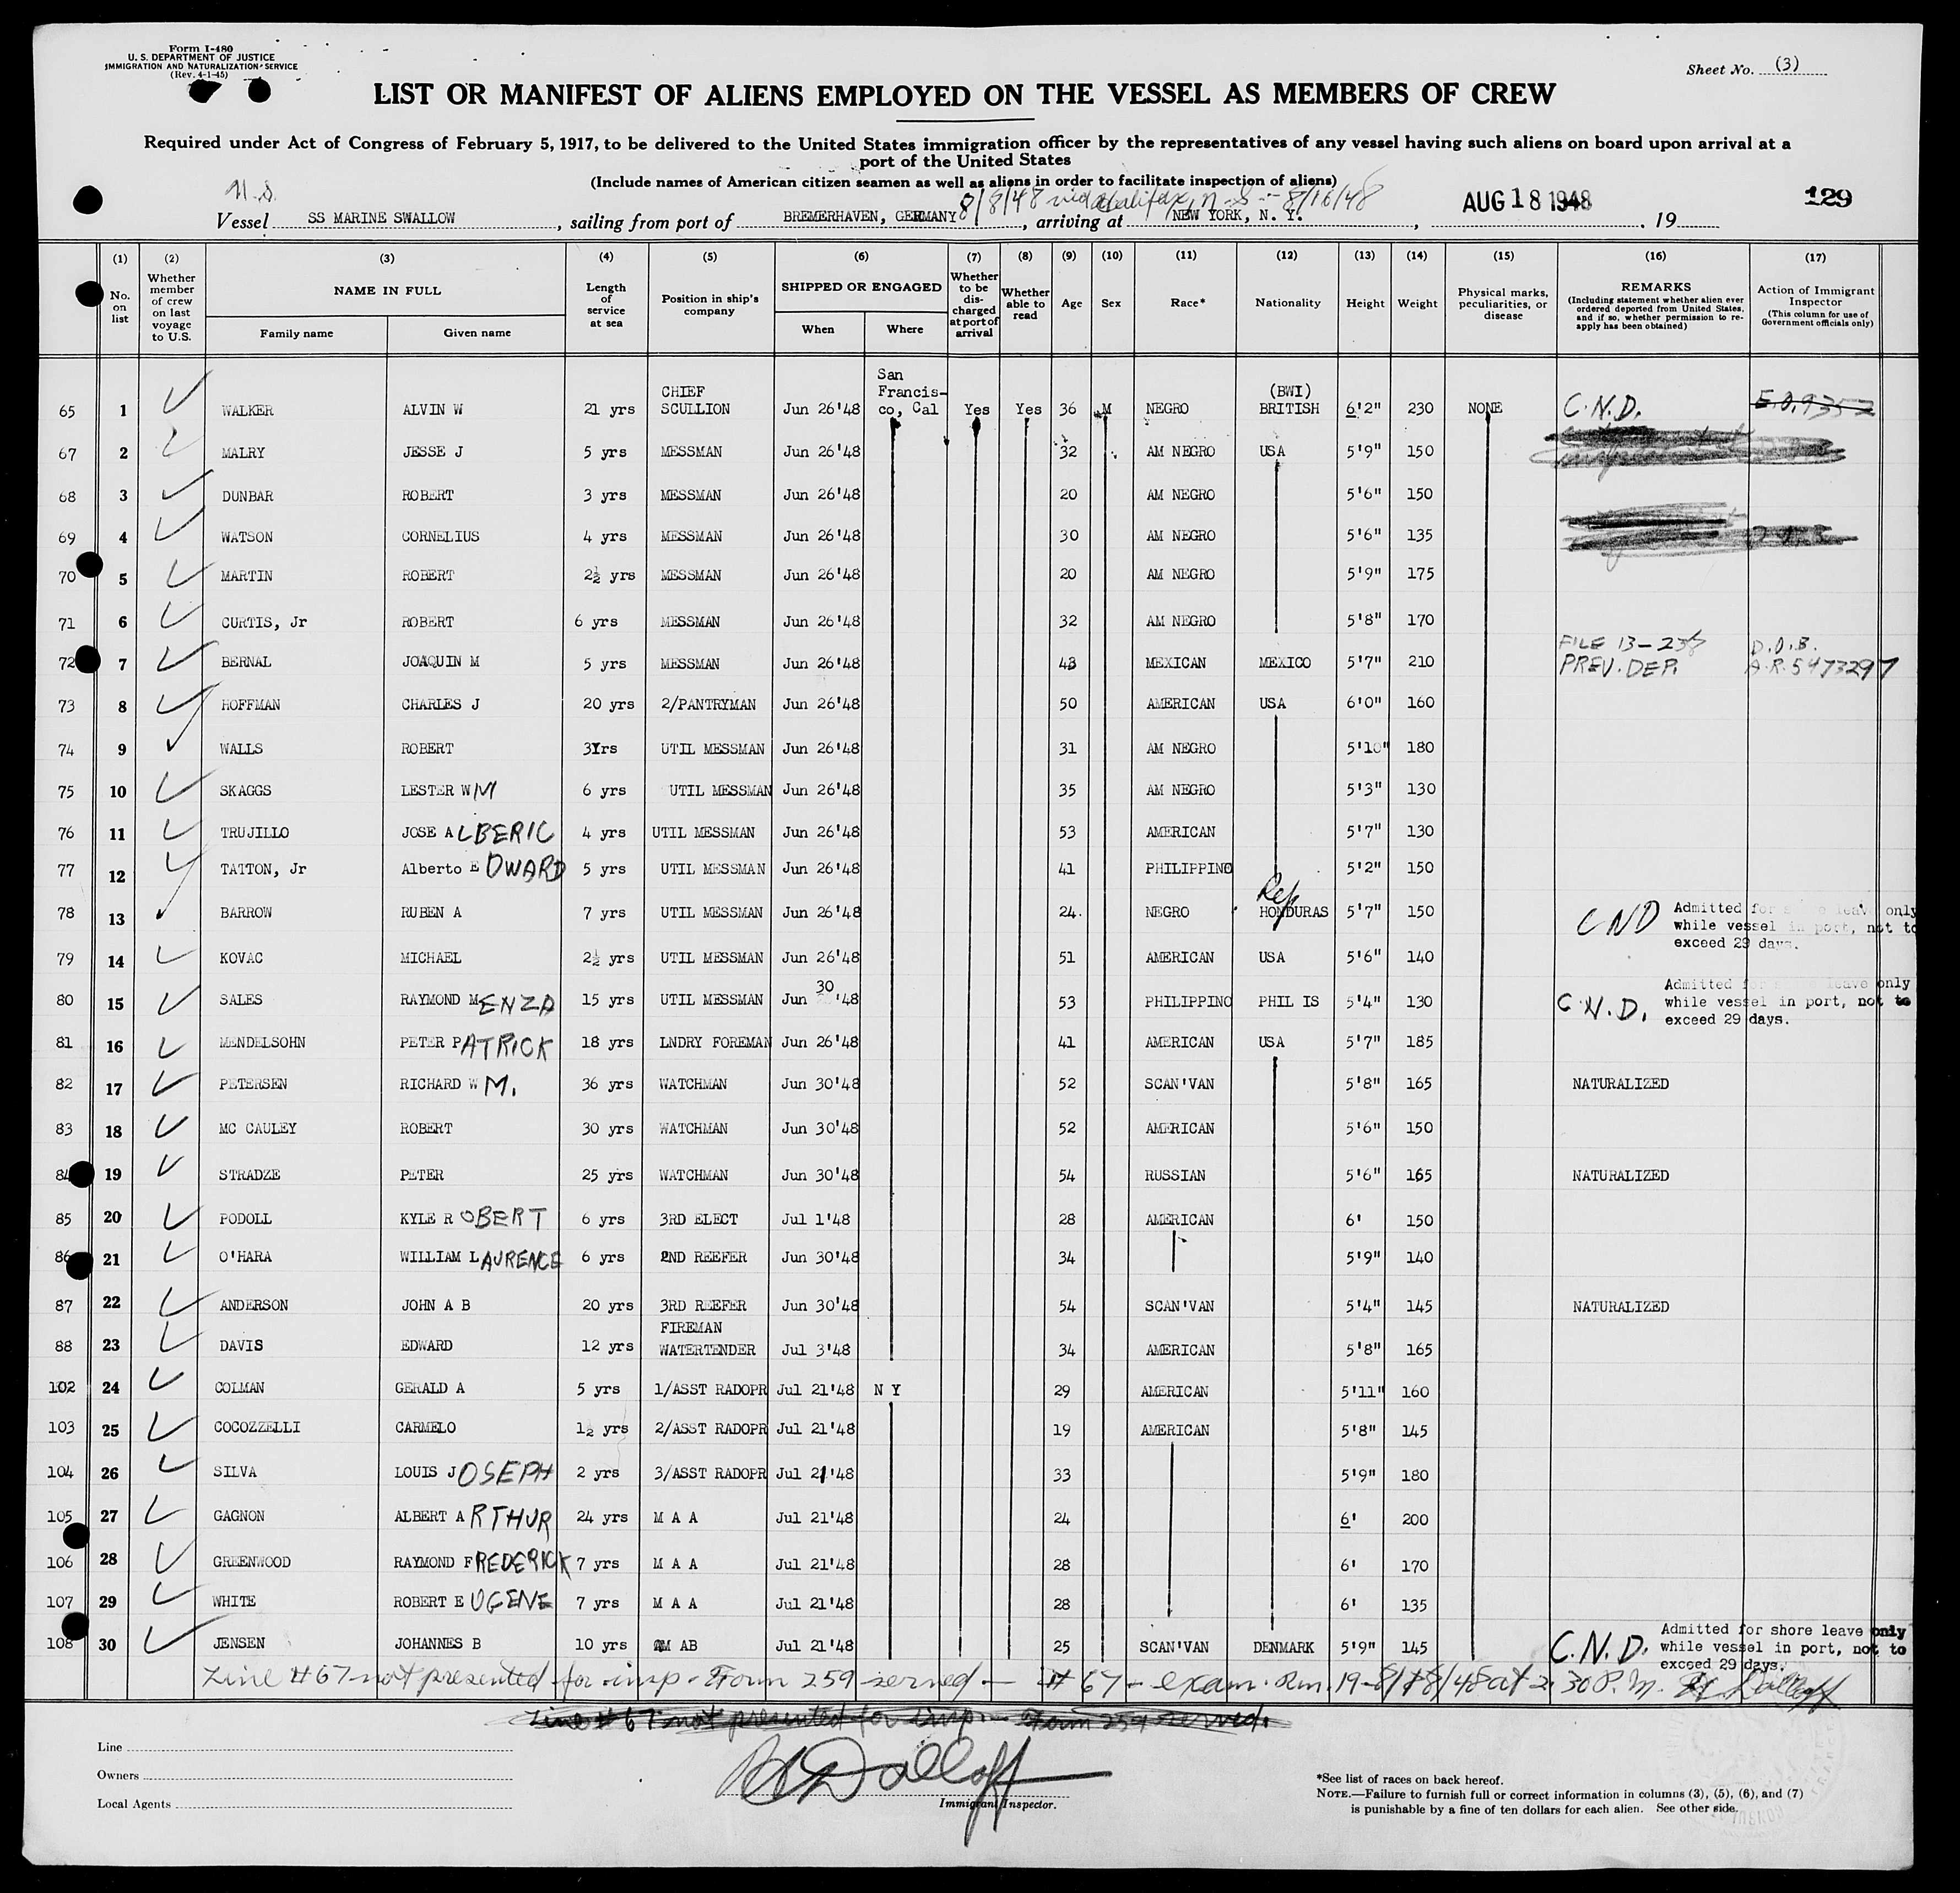 Form I-480
U. S. DEPARTMENT OF JUSTICE
IMMIGRATION AND NATURALIZATION SERVICE
(Rev. 4-1-45)
Sheet No. (3)
LIST OR MANIFEST OF ALIENS EMPLOYED ON THE VESSEL AS MEMBERS OF CREW
Required under Act of Congress of February 5, 1917, to be delivered to the United States immigration officer by the representatives of any vessel having such aliens on board upon arrival at a
port of the United States
(Include names of American citizen seamen as well as aliens in order to facilitate inspection of aliens)
Vessel SS MARINE SWALLOW, sailing from port of BREMERHAVEN, GERMANY 8/8/48 via Halifax, N-S- 8/16/48, arriving at NEW YORK, N. Y., AUG 18 1948, 19 129
(1) (2) (3) (4) (5) (6) (7) (8) (9) (10) (11) (12) (13) (14) (15) (16) (17)
No. on list
Whether member of crew on last voyage to U.S.
NAME IN FULL
Family name Given name
Length of service at sea
Position in ship's company
SHIPPED OR ENGAGED
When Where
Whether to be discharged at port of arrival
Whether able to read
Age Sex Race* Nationality Height Weight
Physical marks, peculiarities, or disease
REMARKS
(Including statement whether alien ever ordered deported from United States, and if so, whether permission to reapply has been obtained)
Action of Immigrant Inspector
(This column for use of Government officials only)
65 1 WALKER ALVIN W 21 yrs CHIEF SCULLION Jun 26'48 San Francisco, Cal Yes Yes 36 M NEGRO (BWI) BRITISH 6'2" 230 NONE C.N.D. E.O.9352
67 2 MALRY JESSE J 5 yrs MESSMAN Jun 26'48 32 AM NEGRO USA 5'9" 150
68 3 DUNBAR ROBERT 3 yrs MESSMAN Jun 26'48 20 AM NEGRO 5'6" 150
69 4 WATSON CORNELIUS 4 yrs MESSMAN Jun 26'48 30 AM NEGRO 5'6" 135
70 5 MARTIN ROBERT 2½ yrs MESSMAN Jun 26'48 20 AM NEGRO 5'9" 175
71 6 CURTIS, Jr ROBERT 6 yrs MESSMAN Jun 26'48 32 AM NEGRO 5'8" 170
72 7 BERNAL JOAQUIN M 5 yrs MESSMAN Jun 26'48 43 MEXICAN MEXICO 5'7" 210 FILE 13-238 PREV. DEP. D.O.B. A.R.5473297
73 8 HOFFMAN CHARLES J 20 yrs 2/PANTRYMAN Jun 26'48 50 AMERICAN USA 6'0" 160
74 9 WALLS ROBERT 3Yrs UTIL MESSMAN Jun 26'48 31 AM NEGRO 5'10" 180
75 10 SKAGGS LESTER WM 6 yrs UTIL MESSMAN Jun 26'48 35 AM NEGRO 5'3" 130
76 11 TRUJILLO JOSE ALBERIC 4 yrs UTIL MESSMAN Jun 26'48 53 AMERICAN 5'7" 130
77 12 TATTON, Jr Alberto EDWARD 5 yrs UTIL MESSMAN Jun 26'48 41 PHILIPPINO 5'2" 150
78 13 BARROW RUBEN A 7 yrs UTIL MESSMAN Jun 26'48 24 NEGRO Rep HONDURAS 5'7" 150 CND Admitted for shore leave only while vessel in port, not to exceed 29 days.
79 14 KOVAC MICHAEL 2½ yrs UTIL MESSMAN Jun 26'48 51 AMERICAN USA 5'6" 140
80 15 SALES RAYMOND MENZA 15 yrs UTIL MESSMAN Jun 30'48 53 PHILIPPINO PHIL IS 5'4" 130 C.N.D. Admitted for shore leave only while vessel in port, not to exceed 29 days.
81 16 MENDELSOHN PETER PATRICK 18 yrs LNDRY FOREMAN Jun 26'48 41 AMERICAN USA 5'7" 185
82 17 PETERSEN RICHARD WM. 36 yrs WATCHMAN Jun 30'48 52 SCAN'VAN 5'8" 165 NATURALIZED
83 18 MC CAULEY ROBERT 30 yrs WATCHMAN Jun 30'48 52 AMERICAN 5'6" 150
84 19 STRADZE PETER 25 yrs WATCHMAN Jun 30'48 54 RUSSIAN 5'6" 165 NATURALIZED
85 20 PODOLL KYLE ROBERT 6 yrs 3RD ELECT Jul 1'48 28 AMERICAN 6' 150
86 21 O'HARA WILLIAM LAURENCE 6 yrs 2ND REEFER Jun 30'48 34 5'9" 140
87 22 ANDERSON JOHN A B 20 yrs 3RD REEFER Jun 30'48 54 SCAN'VAN 5'4" 145 NATURALIZED
88 23 DAVIS EDWARD 12 yrs FIREMAN WATERTENDER Jul 3'48 34 AMERICAN 5'8" 165
102 24 COLMAN GERALD A 5 yrs 1/ASST RADOPR Jul 21'48 N Y 29 AMERICAN 5'11" 160
103 25 COCOZZELLI CARMELO 1½ yrs 2/ASST RADOPR Jul 21'48 19 AMERICAN 5'8" 145
104 26 SILVA LOUIS JOSEPH 2 yrs 3/ASST RADOPR Jul 21'48 33 5'9" 180
105 27 GAGNON ALBERT ARTHUR 24 yrs M A A Jul 21'48 24 6' 200
106 28 GREENWOOD RAYMOND FREDERICK 7 yrs M A A Jul 21'48 28 6' 170
107 29 WHITE ROBERT EUGENE 7 yrs M A A Jul 21'48 28 6' 135
108 30 JENSEN JOHANNES B 10 yrs AB Jul 21'48 25 SCAN'VAN DENMARK 5'9" 145 C.N.D. Admitted for shore leave only while vessel in port, not to exceed 29 days.
Line #67 not presented for insp - Form 259 served — #67 - exam. Rm. 19-8/18/48 at 2.30 P.M.
Line #67 not presented for insp. - Form 259 served.
Line
Owners
Local Agents
Immigrant Inspector.
*See list of races on back hereof.
NOTE.—Failure to furnish full or correct information in columns (3), (5), (6), and (7)
is punishable by a fine of ten dollars for each alien. See other side.